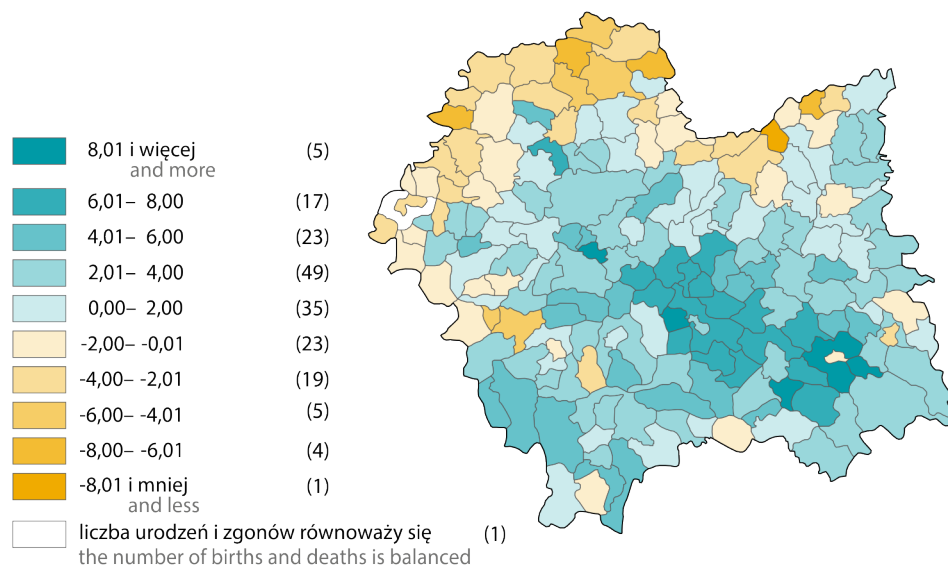 8,01 i więcej (5)
and more
6,01– 8,00 (17)
4,01– 6,00 (23)
2,01– 4,00 (49)
0,00– 2,00 (35)
-2,00– -0,01 (23)
-4,00– -2,01 (19)
-6,00– -4,01 (5)
-8,00– -6,01 (4)
-8,01 i mniej (1)
and less
liczba urodzeń i zgonów równoważy się (1)
the number of births and deaths is balanced